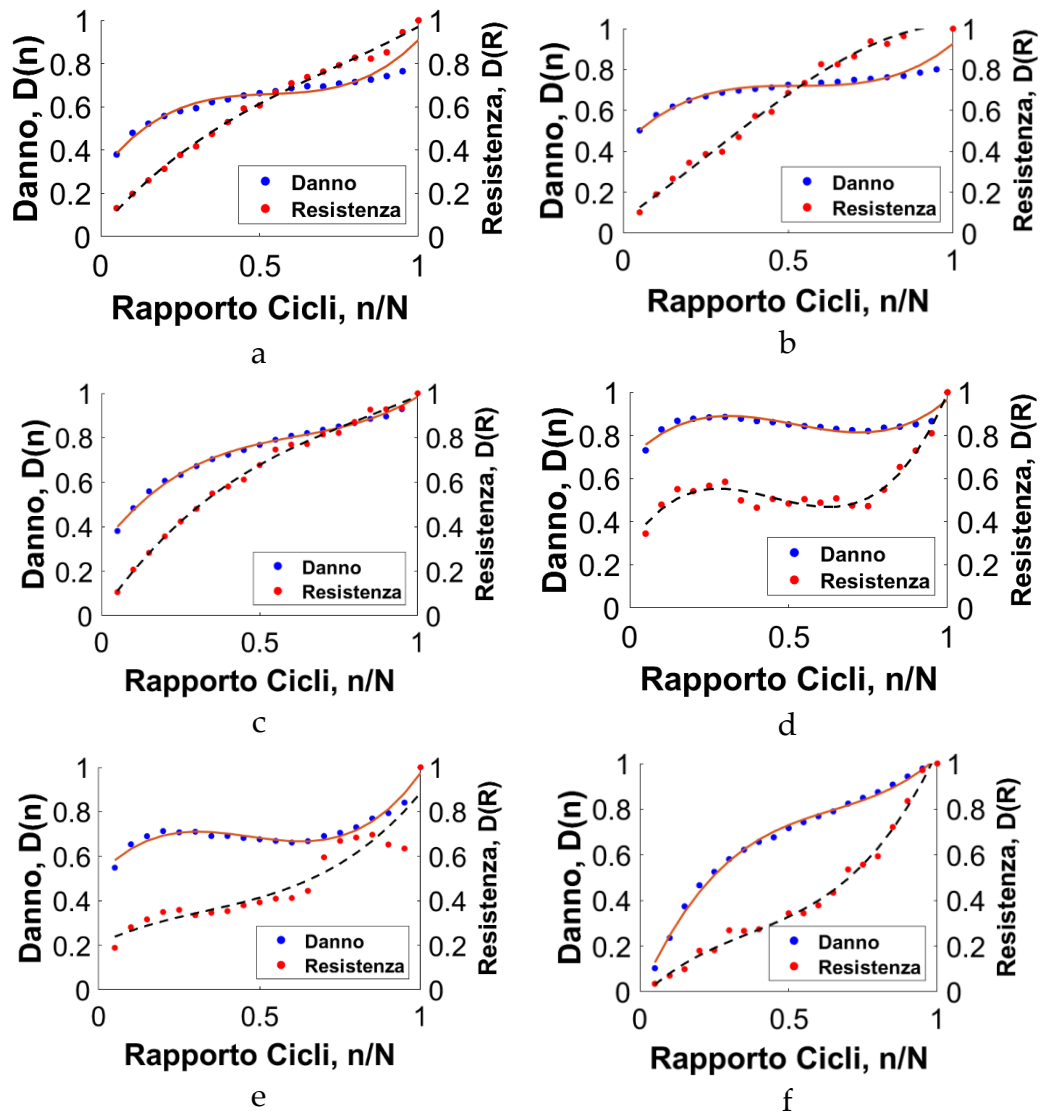 Danno, D(n)
1
0.8
0.6
0.4
0.2
0
0
0.5
1
1
0.8
0.6
0.4
0.2
0
Resistenza, D(R)
Danno
Resistenza
Rapporto Cicli, n/N
a
Danno, D(n)
1
0.8
0.6
0.4
0.2
0
0
0.5
1
1
0.8
0.6
0.4
0.2
0
Resistenza, D(R)
Danno
Resistenza
Rapporto Cicli, n/N
b
Danno, D(n)
1
0.8
0.6
0.4
0.2
0
0
0.5
1
1
0.8
0.6
0.4
0.2
0
Resistenza, D(R)
Danno
Resistenza
Rapporto Cicli, n/N
c
Danno, D(n)
1
0.8
0.6
0.4
0.2
0
0
0.5
1
1
0.8
0.6
0.4
0.2
0
Resistenza, D(R)
Danno
Resistenza
Rapporto Cicli, n/N
d
Danno, D(n)
1
0.8
0.6
0.4
0.2
0
0
0.5
1
1
0.8
0.6
0.4
0.2
0
Resistenza, D(R)
Danno
Resistenza
Rapporto Cicli, n/N
e
Danno, D(n)
1
0.8
0.6
0.4
0.2
0
0
0.5
1
1
0.8
0.6
0.4
0.2
0
Resistenza, D(R)
Danno
Resistenza
Rapporto Cicli, n/N
f